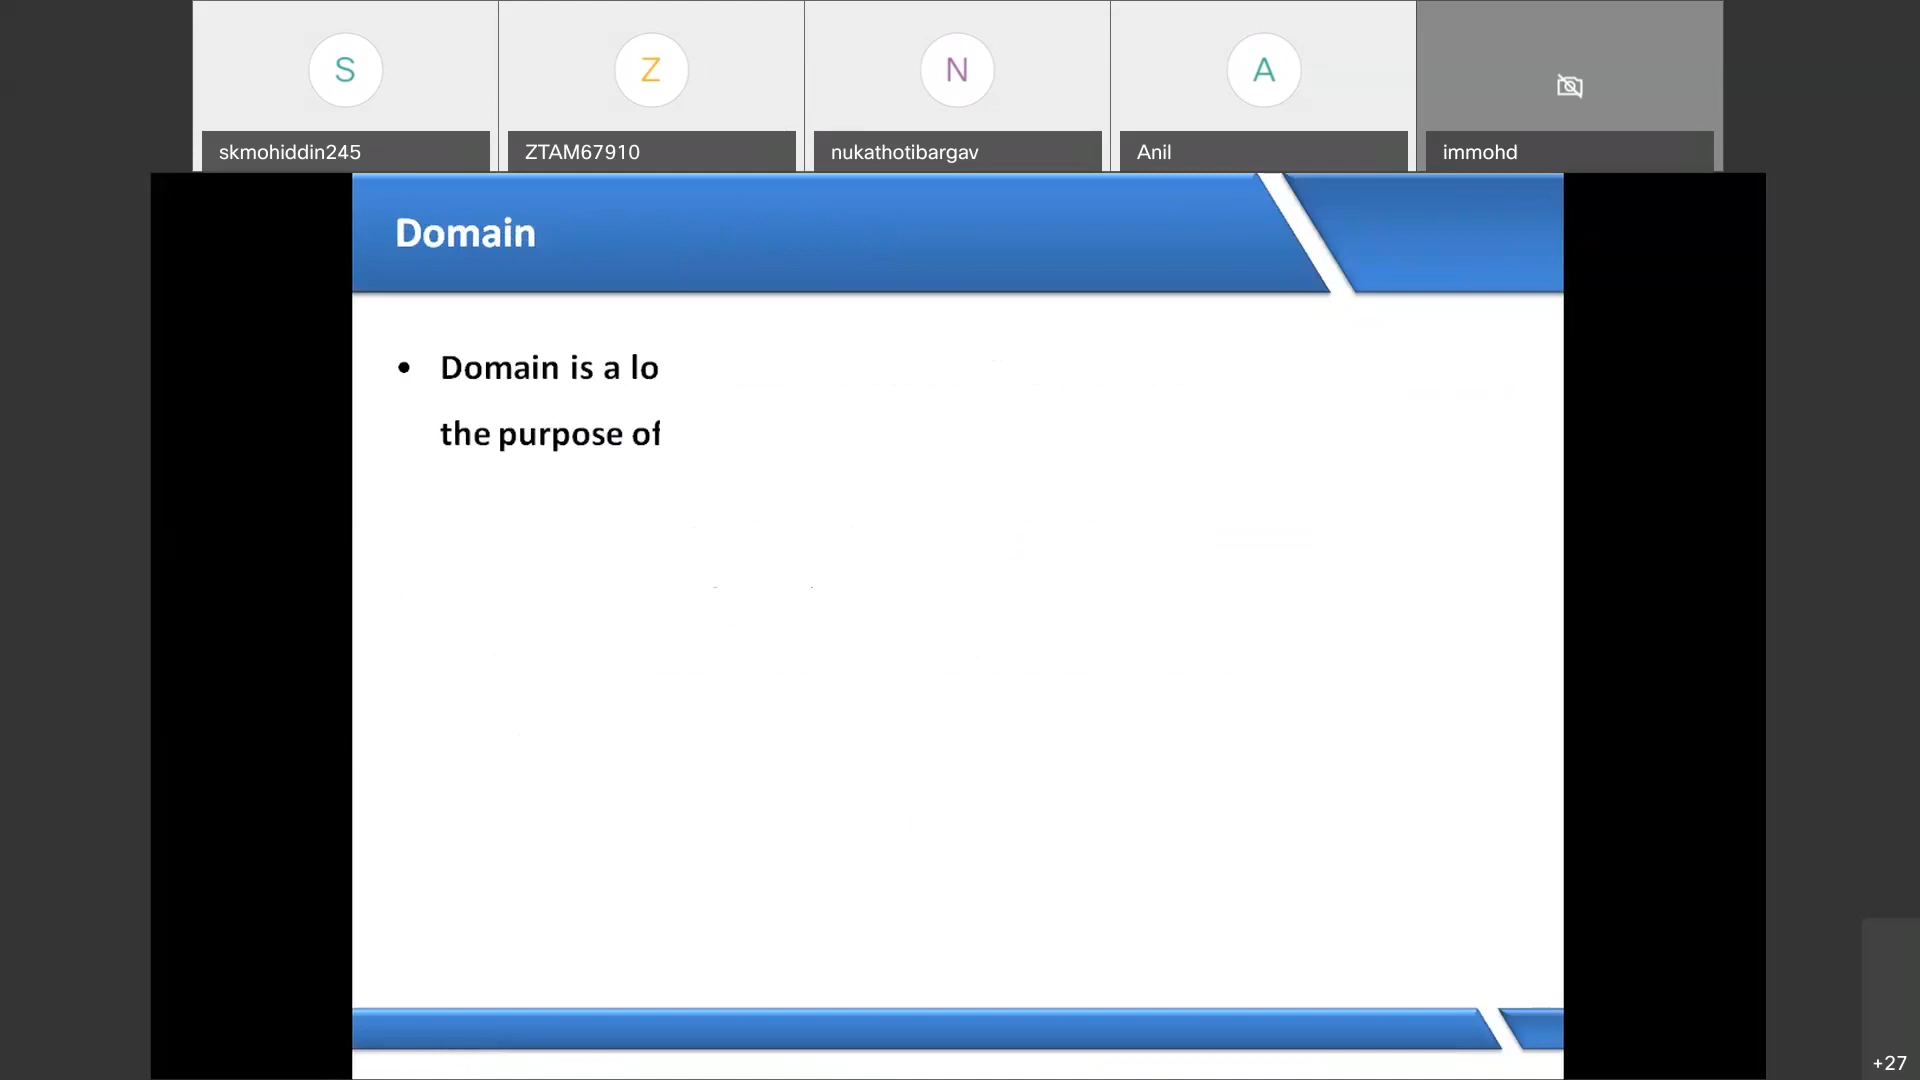 S
Z
N
A
skmohiddin245
ZTAM67910
nukathotibargav
Anil
immohd
Domain
• Domain is a lo
the purpose of
+27